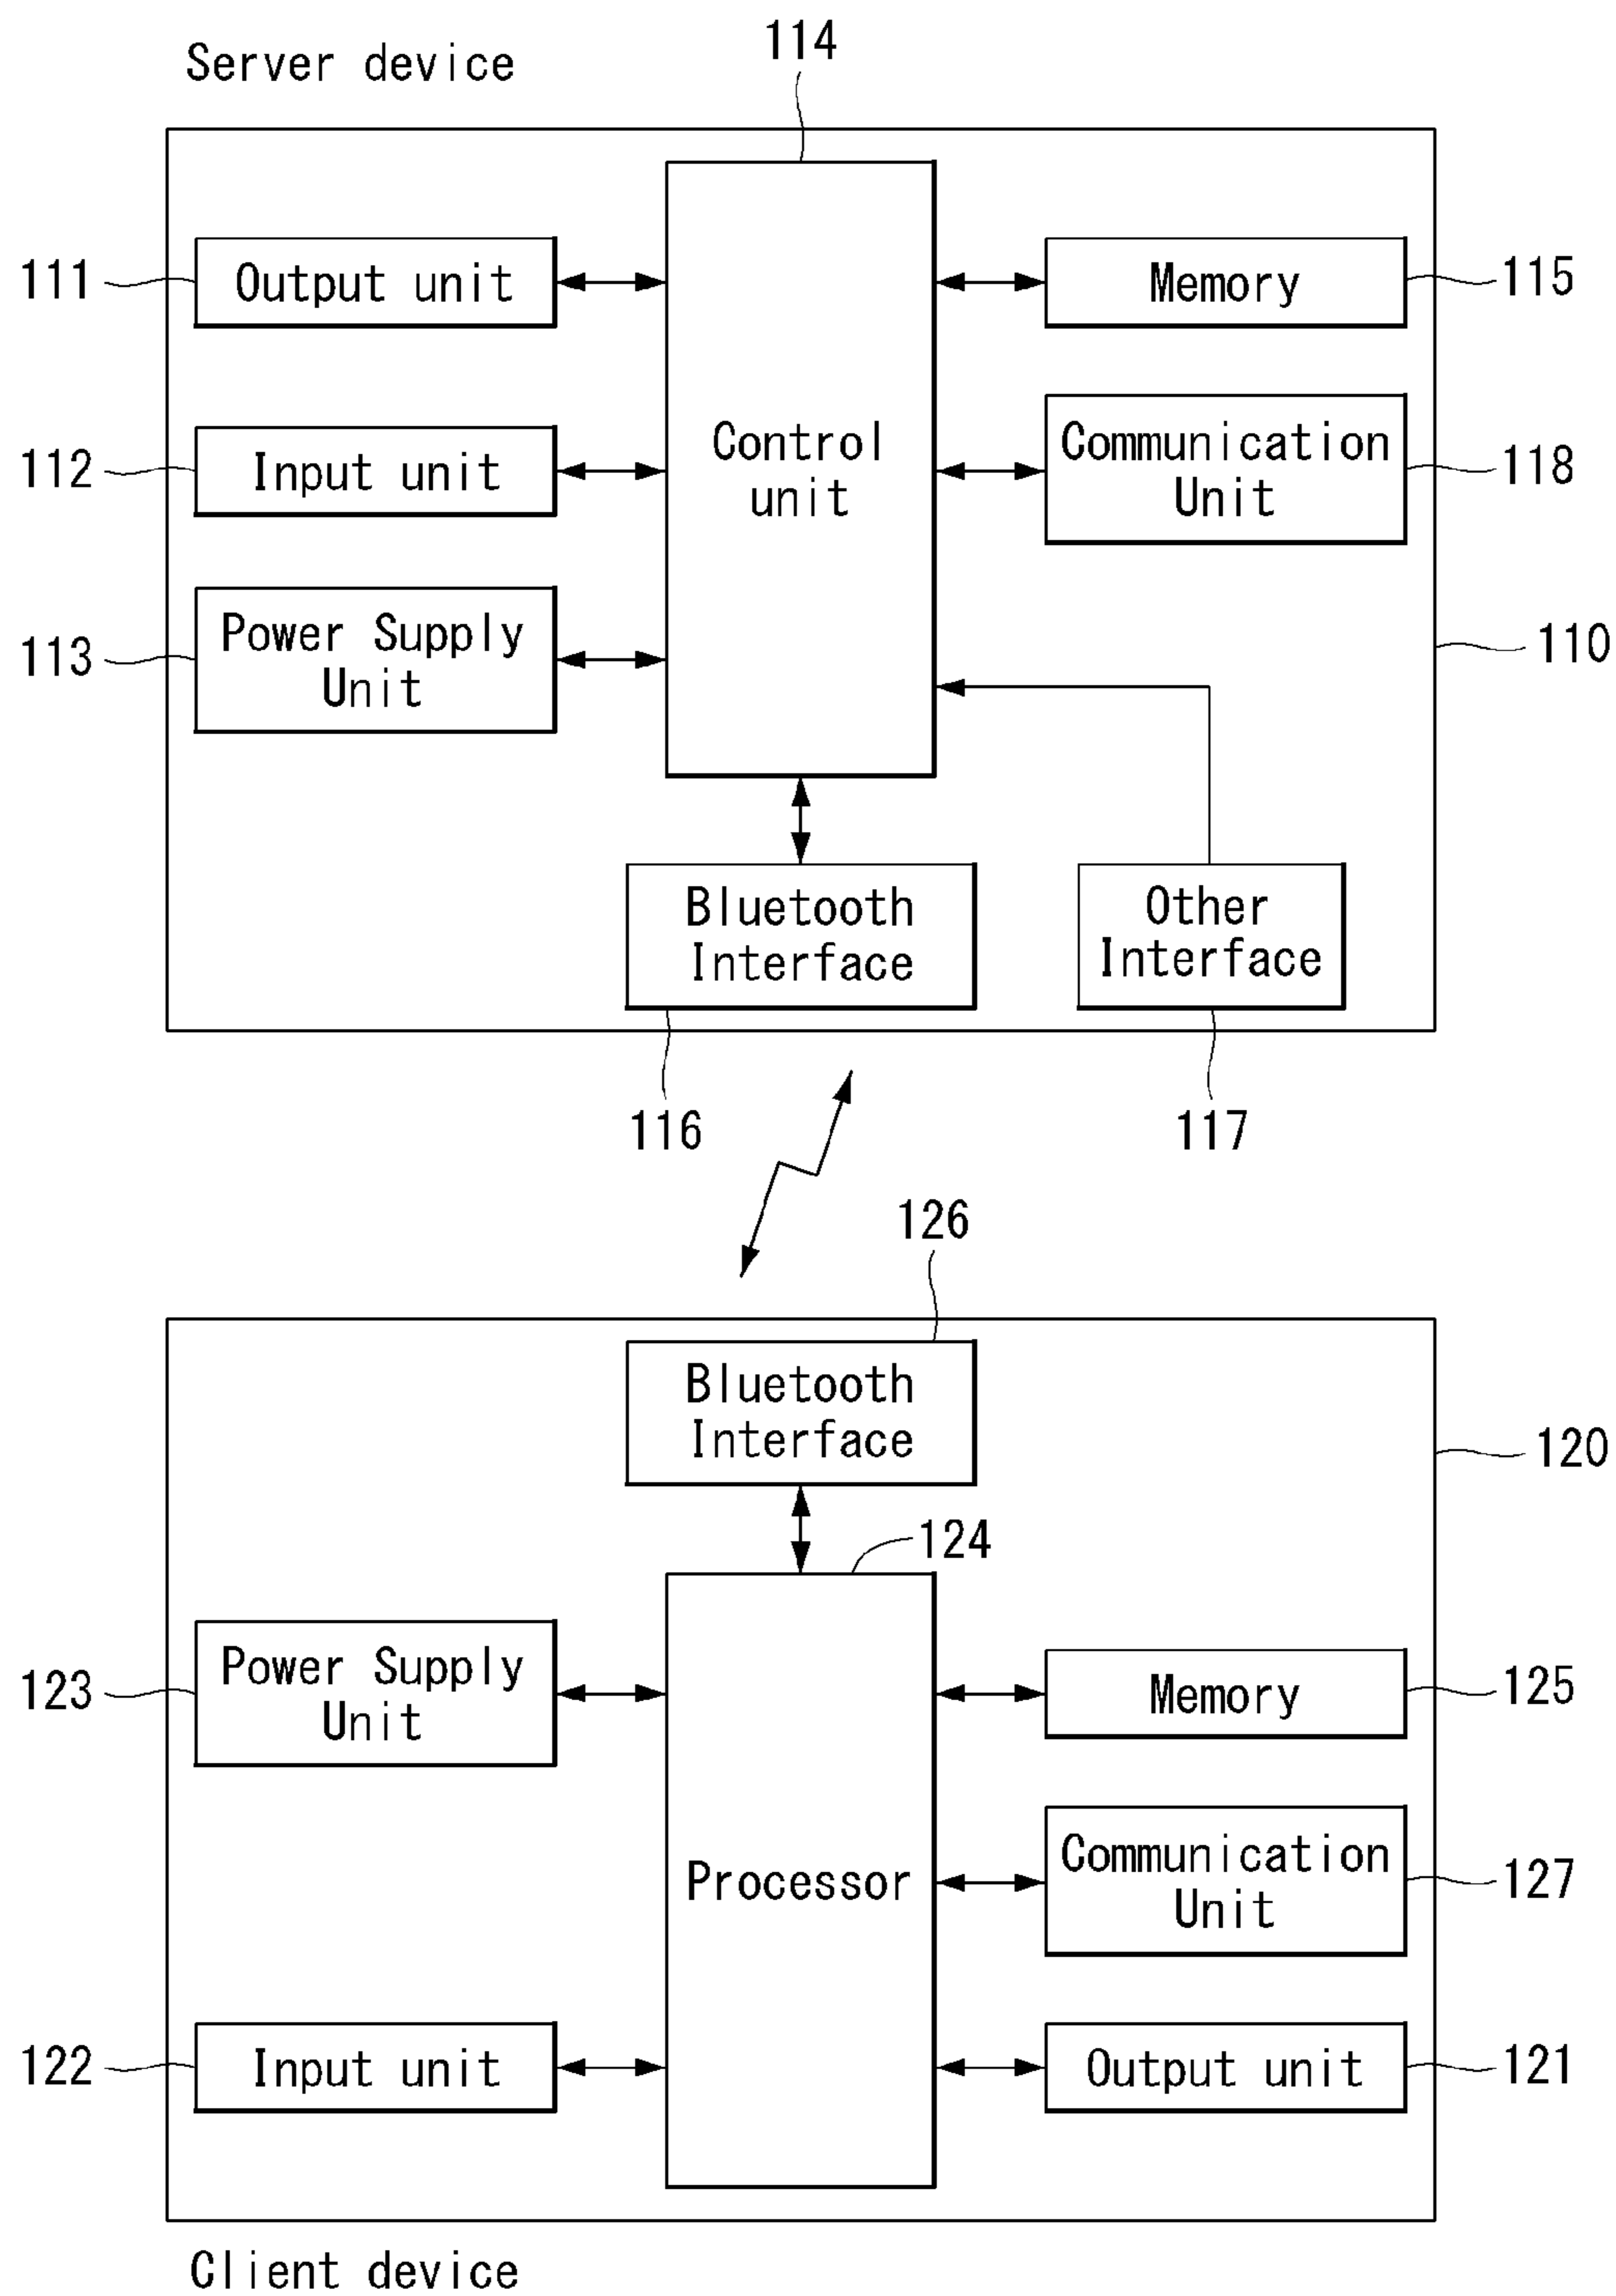 Server device
114
111
Output unit
Memory
115
112
Input unit
Control
unit
Communication
Unit
118
113
Power Supply
Unit
110
Bluetooth
Interface
Other
Interface
116
117
126
Bluetooth
Interface
120
124
123
Power Supply
Unit
Memory
125
Processor
Communication
Unit
127
122
Input unit
Output unit
121
Client device